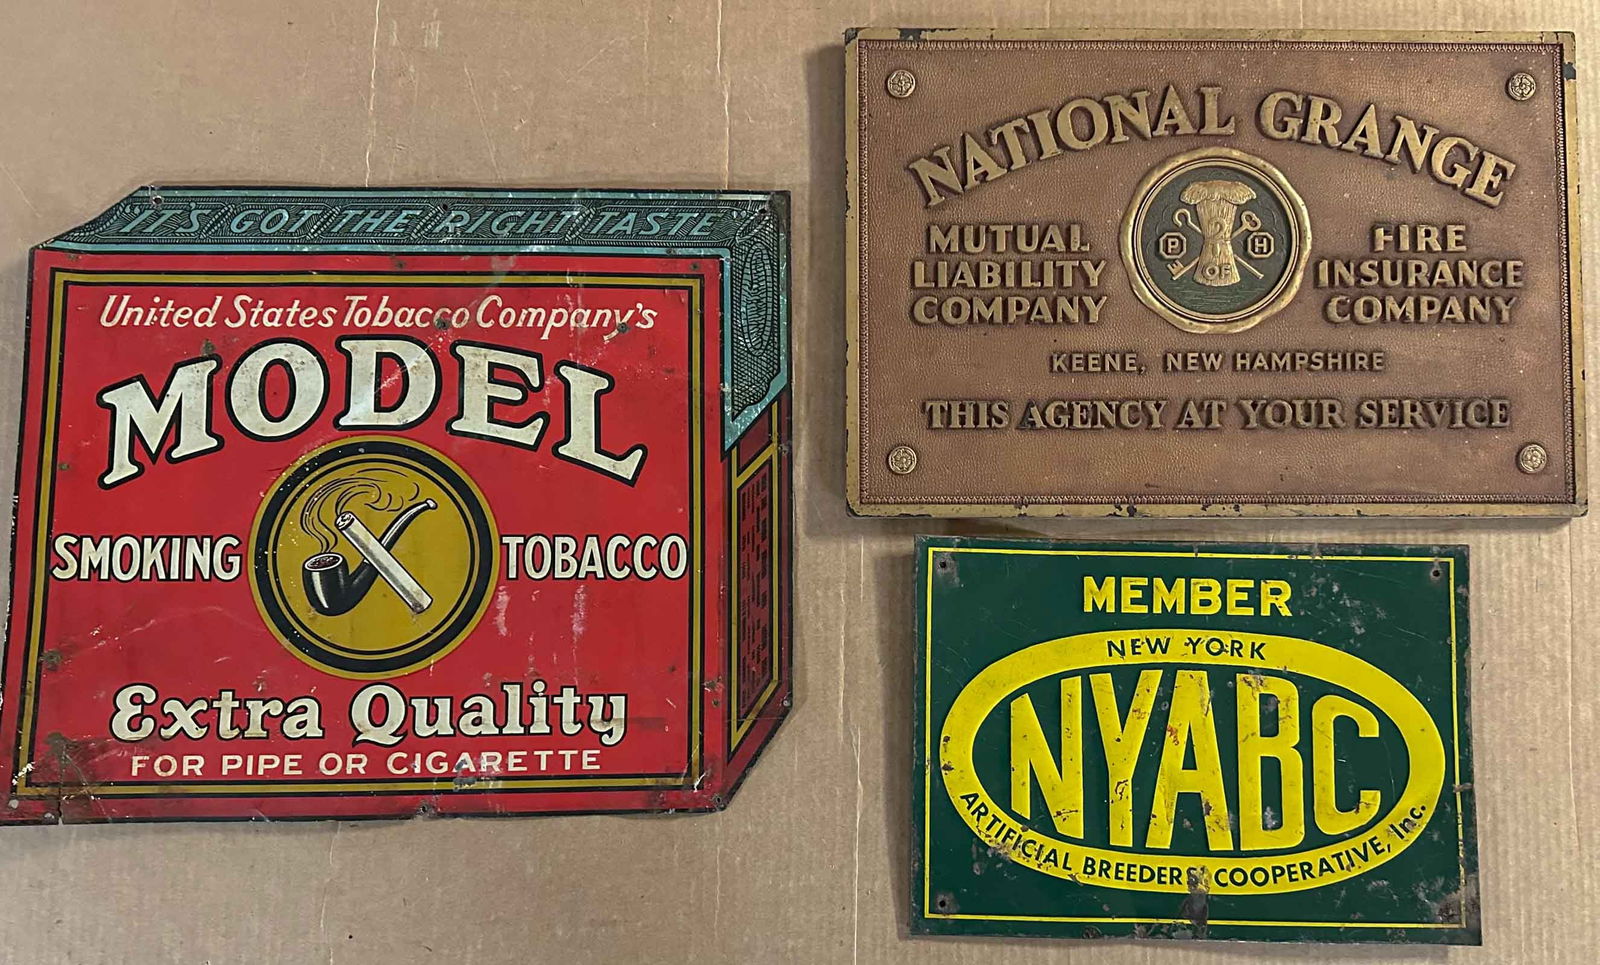 "IT'S GOT THE RIGHT TASTE"
United States Tobacco Company's
MODEL
SMOKING TOBACCO
Extra Quality
FOR PIPE OR CIGARETTE
NATIONAL GRANGE
MUTUAL
LIABILITY
COMPANY
P OF H
FIRE
INSURANCE
COMPANY
KEENE, NEW HAMPSHIRE
THIS AGENCY AT YOUR SERVICE
MEMBER
NEW YORK
NYABC
ARTIFICIAL BREEDERS' COOPERATIVE, Inc.